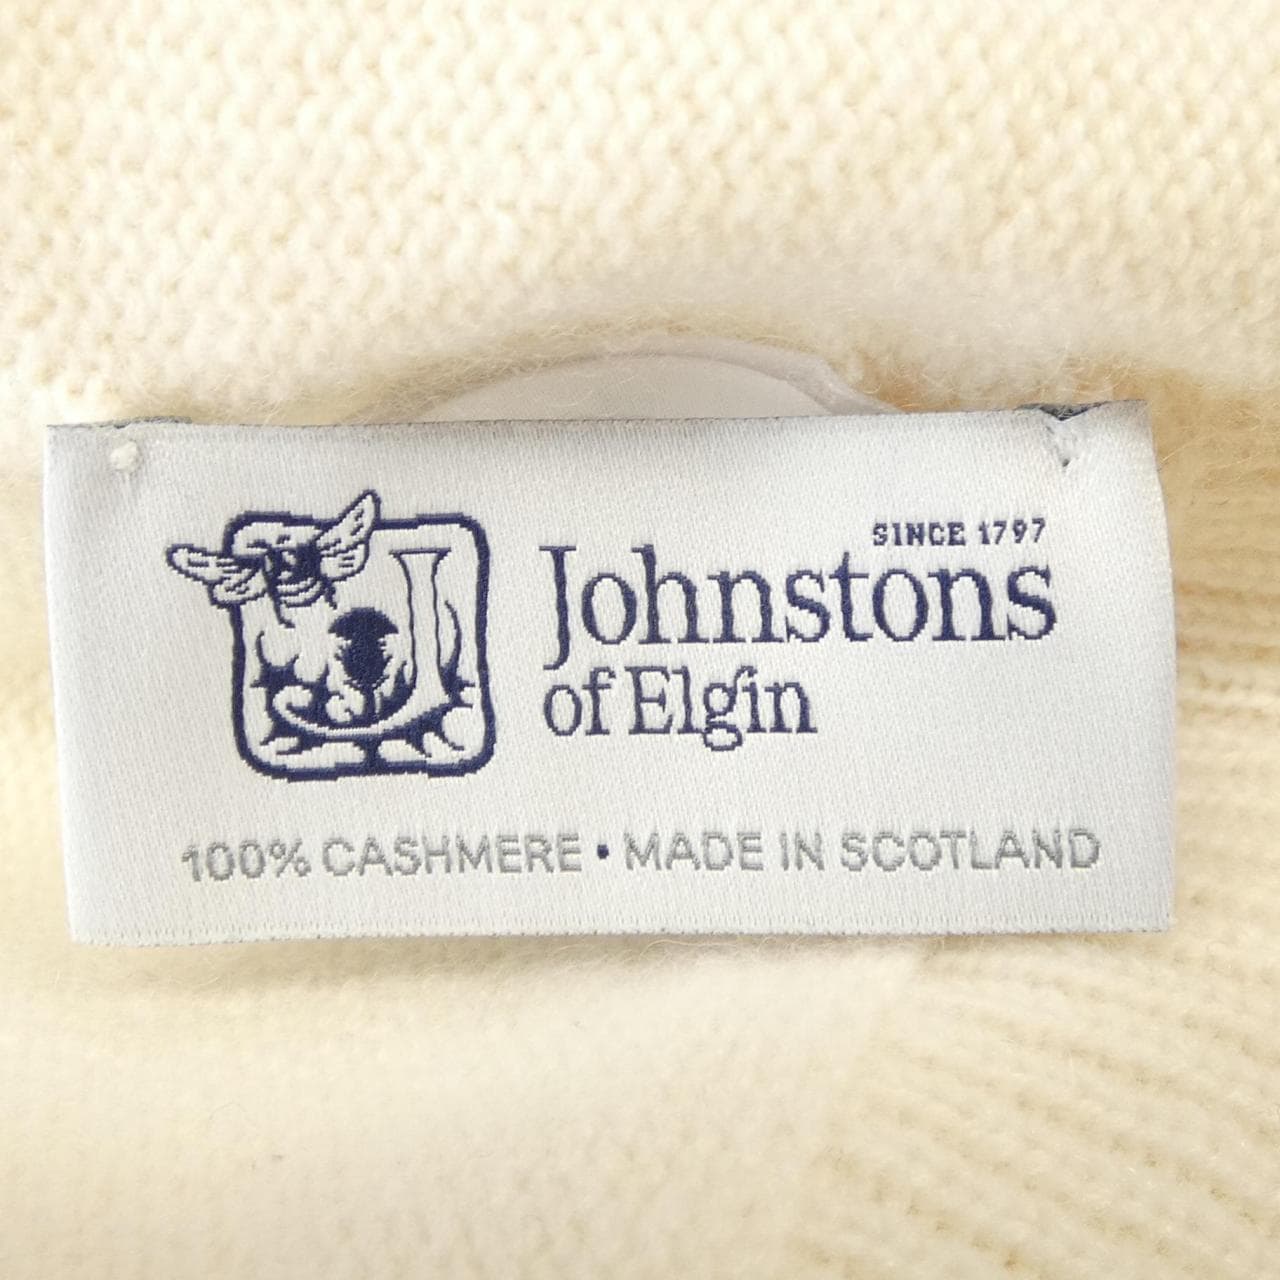 SINCE 1797
Johnstons
of Elgin
100% CASHMERE • MADE IN SCOTLAND